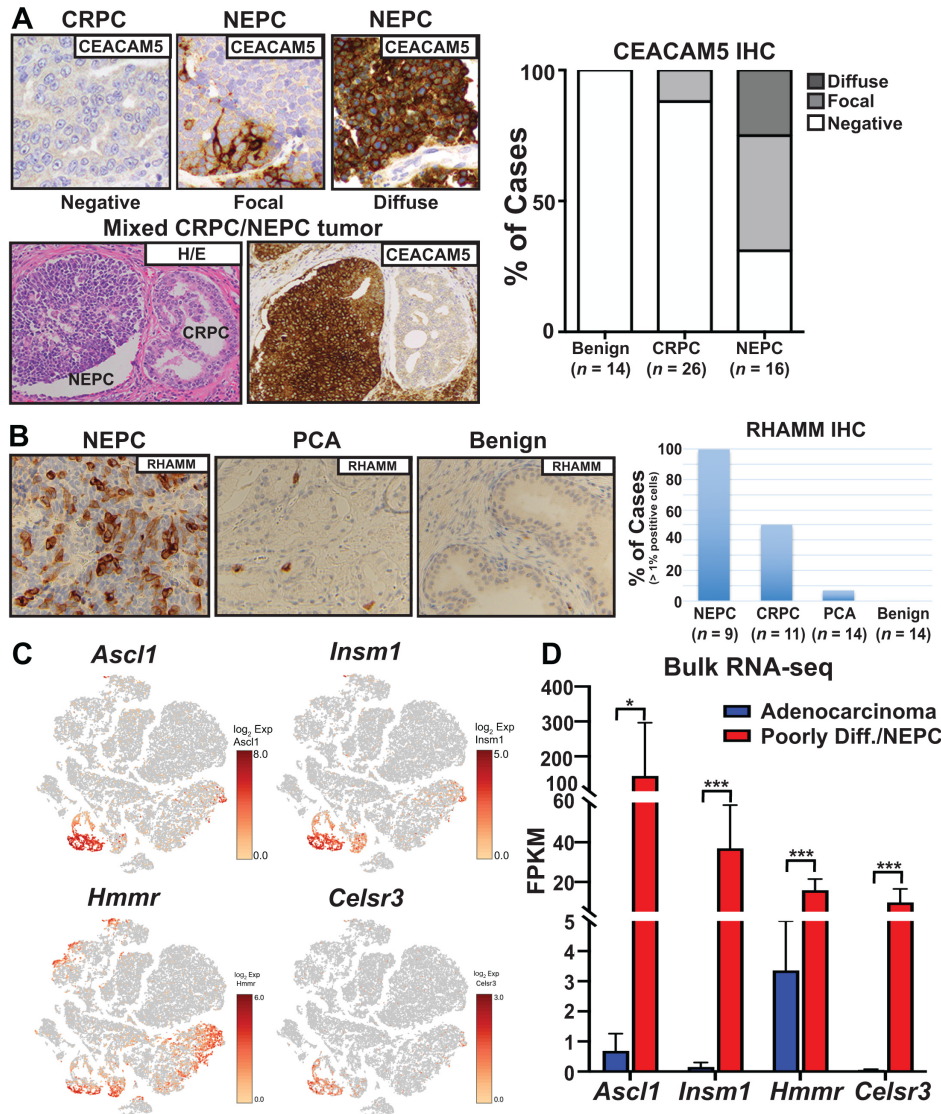 A
CRPC
NEPC
NEPC
CEACAM5
CEACAM5
CEACAM5
Negative
Focal
Diffuse
Mixed CRPC/NEPC tumor
H/E
CEACAM5
CRPC
NEPC
CEACAM5 IHC
Diffuse
Focal
Negative
% of Cases
100
50
0
Benign
CRPC
NEPC
(n = 14)
(n = 26)
(n = 16)
B
NEPC
PCA
Benign
RHAMM
RHAMM
RHAMM
RHAMM IHC
% of Cases
(> 1% postitive cells)
100
80
60
40
20
0
NEPC
CRPC
PCA
Benign
(n = 9)
(n = 11)
(n = 14)
(n = 14)
C
Ascl1
Insm1
log2 Exp
Ascl1
8.0
0.0
log2 Exp
Insm1
5.0
0.0
Hmmr
Celsr3
log2 Exp
Hmmr
6.0
0.0
log2 Exp
Celsr3
3.0
0.0
D
Bulk RNA-seq
Adenocarcinoma
Poorly Diff./NEPC
FPKM
400
300
200
100
60
40
20
5
4
3
2
1
0
*
***
***
***
Ascl1
Insm1
Hmmr
Celsr3